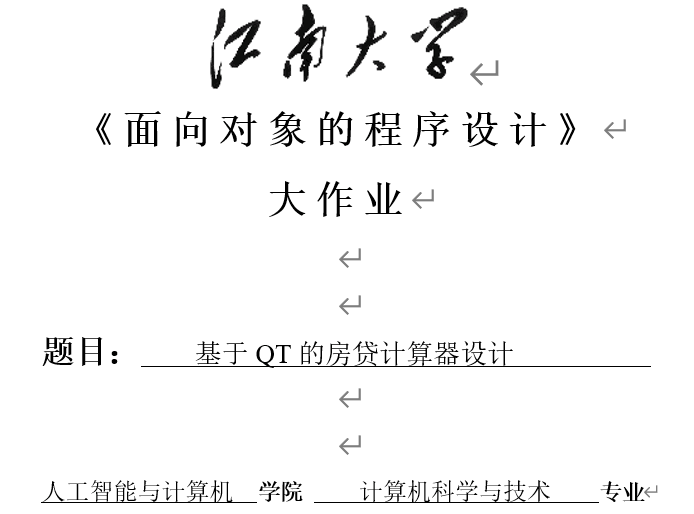 江南大学
《面向对象的程序设计》
大作业
题目：基于 QT 的房贷计算器设计
人工智能与计算机 学院 计算机科学与技术 专业